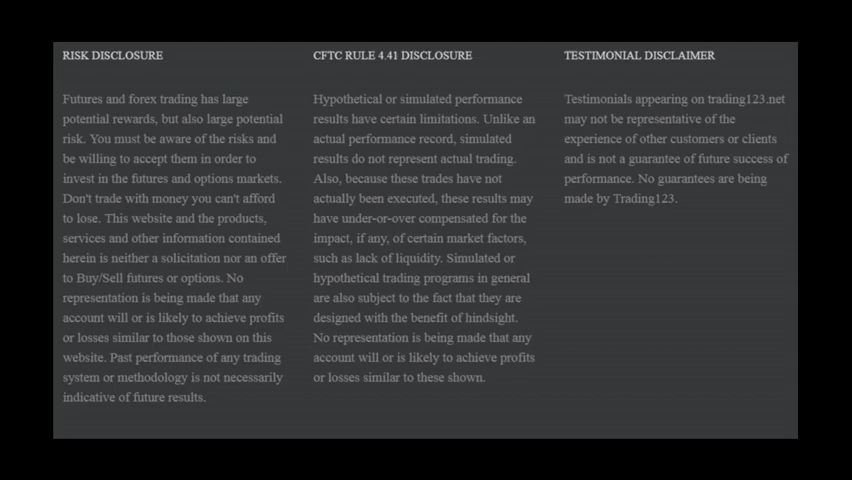 RISK DISCLOSURE
Futures and forex trading has large
potential rewards, but also large potential
risk. You must be aware of the risks and
be willing to accept them in order to
invest in the futures and options markets.
Don't trade with money you can't afford
to lose. This website and the products,
services and other information contained
herein is neither a solicitation nor an offer
to Buy/Sell futures or options. No
representation is being made that any
account will or is likely to achieve profits
or losses similar to those shown on this
website. Past performance of any trading
system or methodology is not necessarily
indicative of future results.
CFTC RULE 4.41 DISCLOSURE
Hypothetical or simulated performance
results have certain limitations. Unlike an
actual performance record, simulated
results do not represent actual trading.
Also, because these trades have not
actually been executed, these results may
have under-or-over compensated for the
impact, if any, of certain market factors,
such as lack of liquidity. Simulated or
hypothetical trading programs in general
are also subject to the fact that they are
designed with the benefit of hindsight.
No representation is being made that any
account will or is likely to achieve profits
or losses similar to these shown.
TESTIMONIAL DISCLAIMER
Testimonials appearing on trading123.net
may not be representative of the
experience of other customers or clients
and is not a guarantee of future success of
performance. No guarantees are being
made by Trading123.